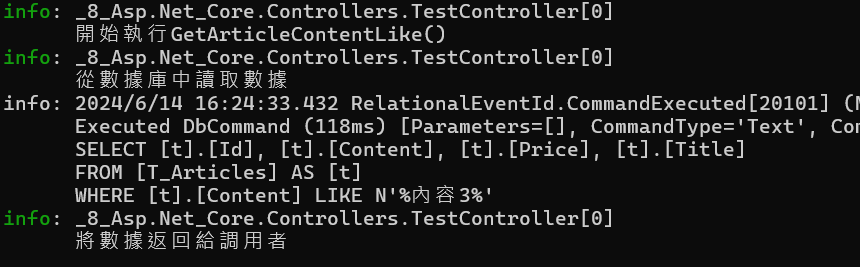 info: _8_Asp.Net_Core.Controllers.TestController[0]
開始執行GetArticleContentLike()
info: _8_Asp.Net_Core.Controllers.TestController[0]
從數據庫中讀取數據
info: 2024/6/14 16:24:33.432 RelationalEventId.CommandExecuted[20101] (M
Executed DbCommand (118ms) [Parameters=[], CommandType='Text', Com
SELECT [t].[Id], [t].[Content], [t].[Price], [t].[Title]
FROM [T_Articles] AS [t]
WHERE [t].[Content] LIKE N'%內容3%'
info: _8_Asp.Net_Core.Controllers.TestController[0]
將數據返回給調用者